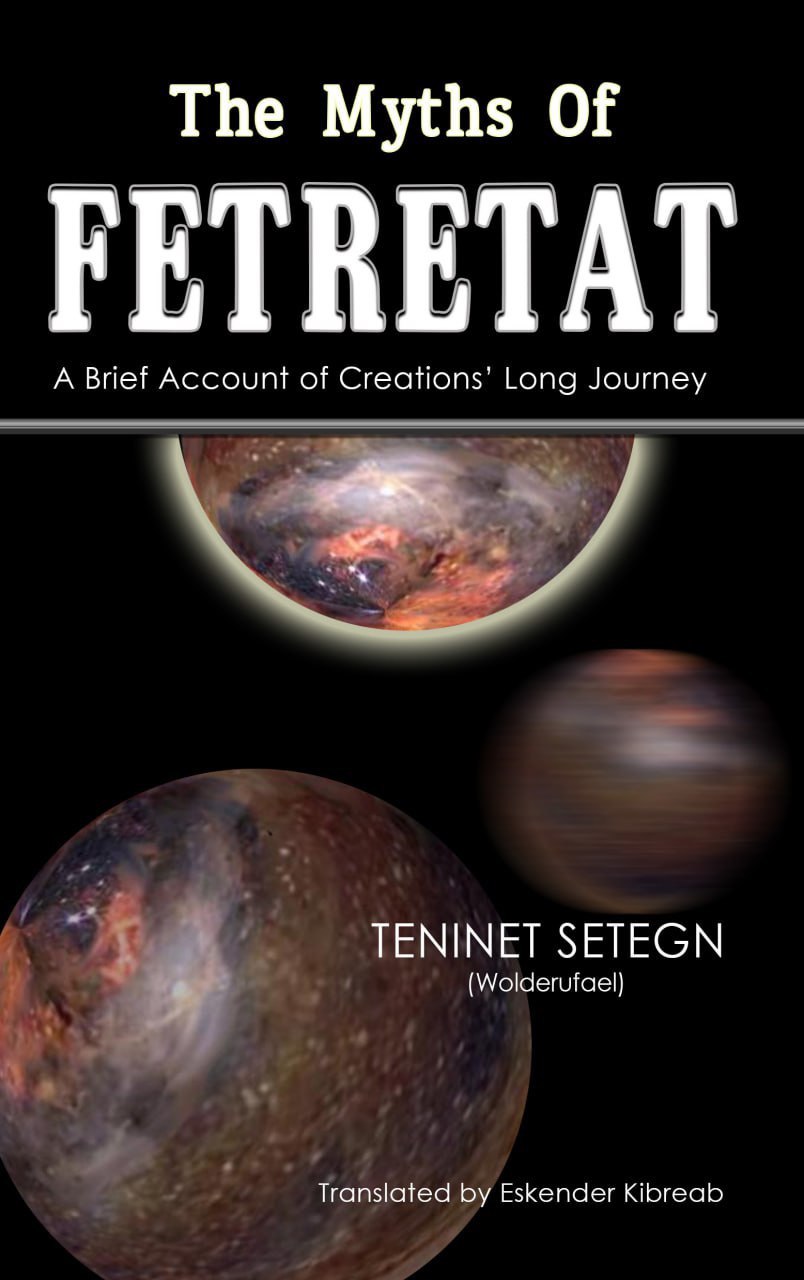 The Myths Of
FETRETAT
A Brief Account of Creations’ Long Journey
TENINET SETEGN
(Wolderufael)
Translated by Eskender Kibreab